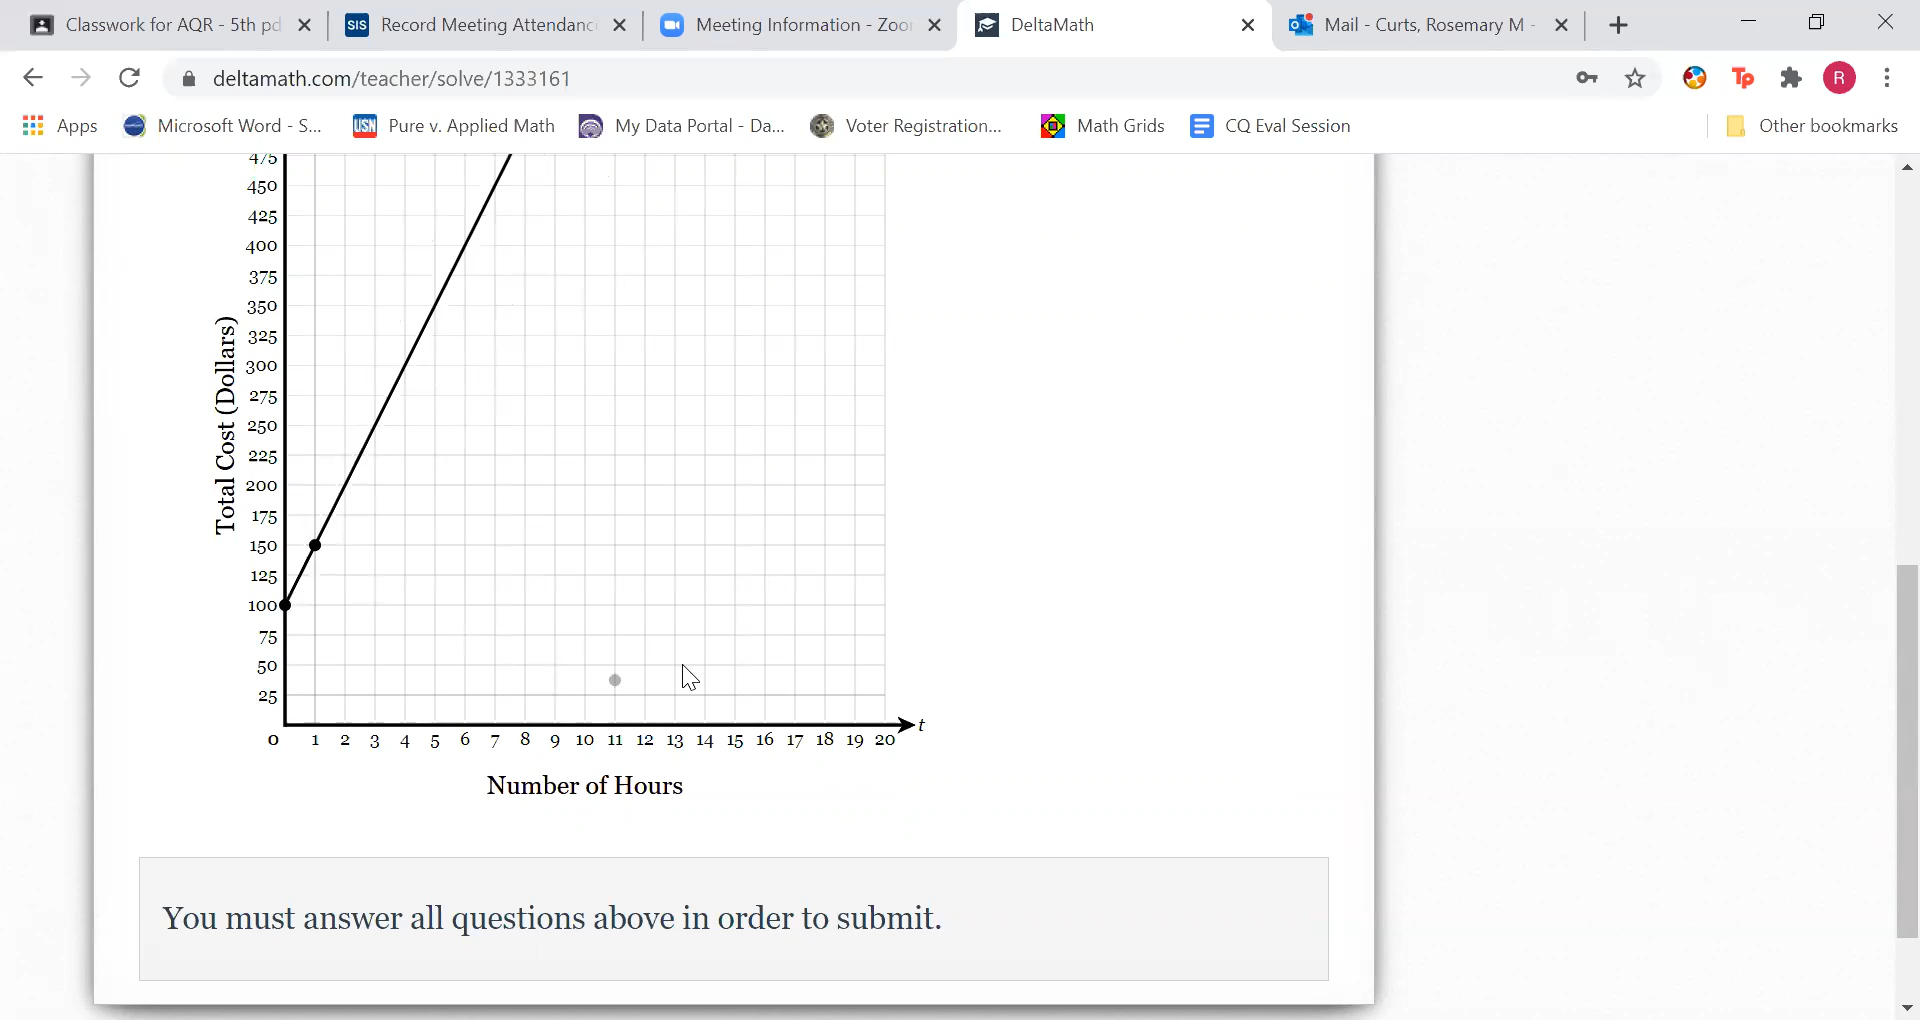 Classwork for AQR - 5th pd
SIS Record Meeting Attendanc
Meeting Information - Zoo
DeltaMath
Mail - Curts, Rosemary M -
deltamath.com/teacher/solve/1333161
Tp
R
Apps
Microsoft Word - S...
USN Pure v. Applied Math
My Data Portal - Da...
Voter Registration...
Math Grids
CQ Eval Session
Other bookmarks
475
450
425
400
375
350
325
300
275
250
225
200
175
150
125
100
75
50
25
Total Cost (Dollars)
0 1 2 3 4 5 6 7 8 9 10 11 12 13 14 15 16 17 18 19 20
t
Number of Hours
You must answer all questions above in order to submit.